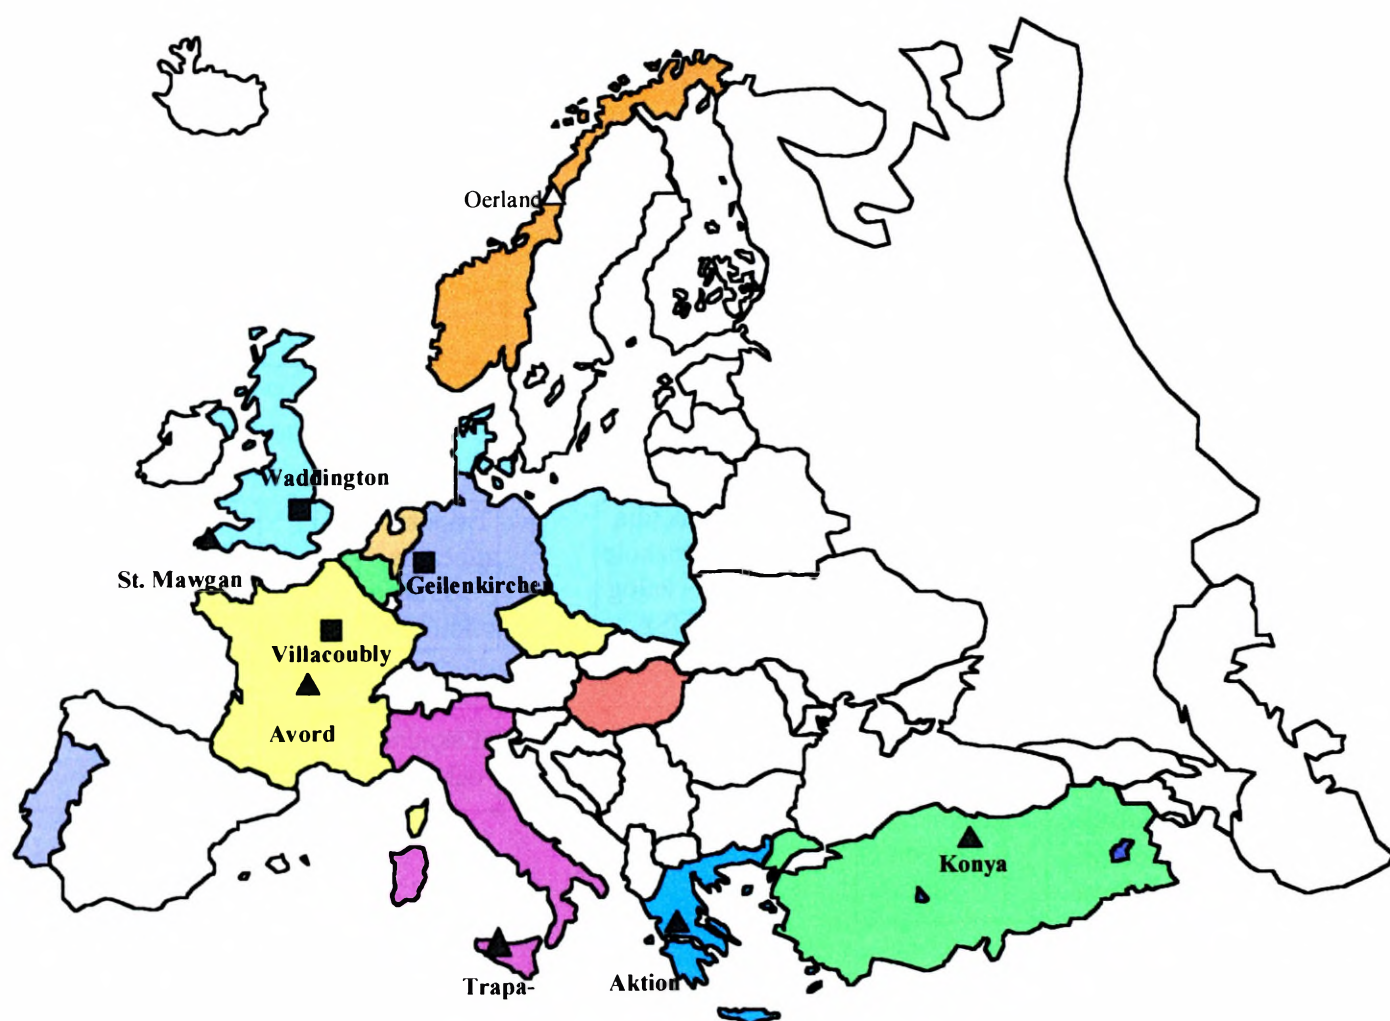 Oerland
Waddington
St. Mawgan
Geilenkirchen
Villacoubly
Avord
Konya
Trapa-
Aktion